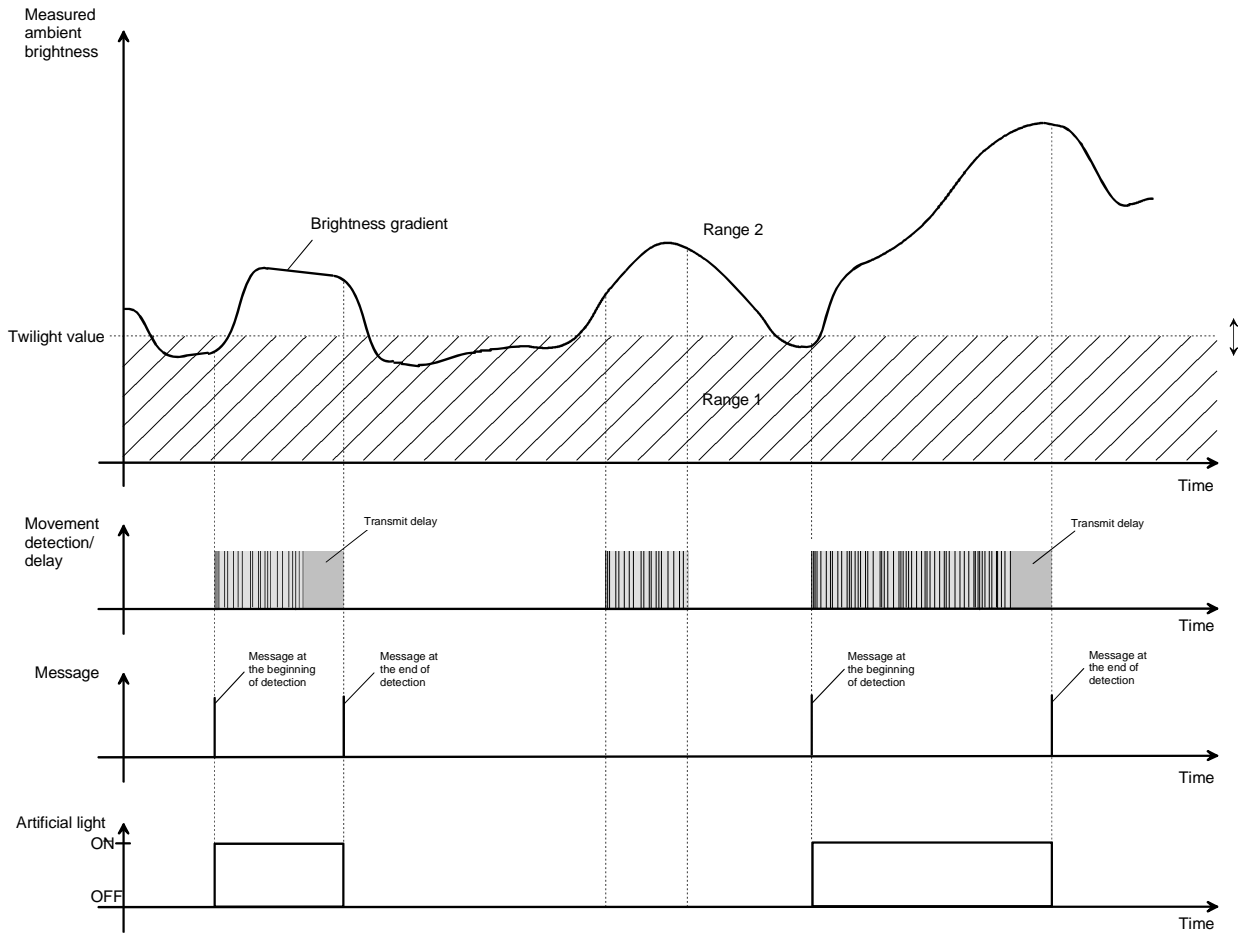 Measured
ambient
brightness
Brightness gradient
Range 2
Twilight value
Range 1
Time
Movement
detection/
delay
Transmit delay
Transmit delay
Time
Message
Message at
the beginning
of detection
Message at
the end of
detection
Message at
the beginning
of detection
Message at
the end of
detection
Time
Artificial light
ON
OFF
Time